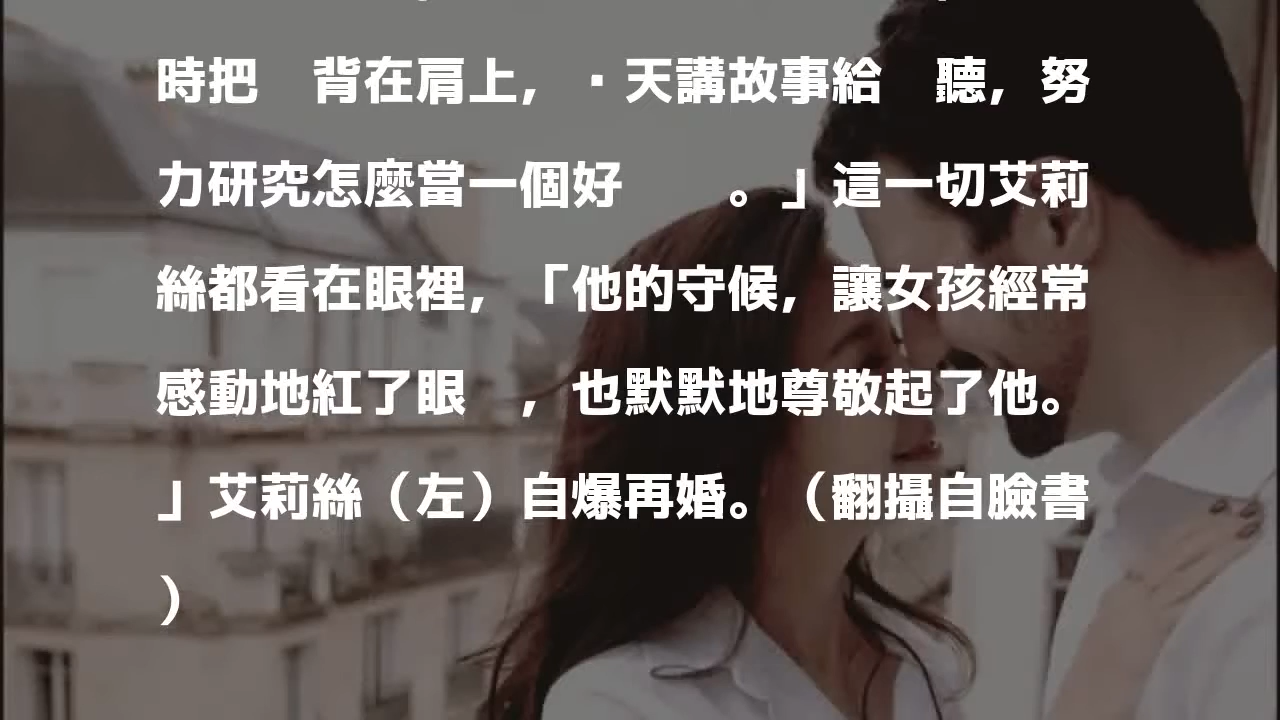 時把　背在肩上，·天講故事給　聽，努
力研究怎麼當一個好　　。」這一切艾莉
絲都看在眼裡，「他的守候，讓女孩經常
感動地紅了眼　，也默默地尊敬起了他。
」艾莉絲（左）自爆再婚。（翻攝自臉書
）